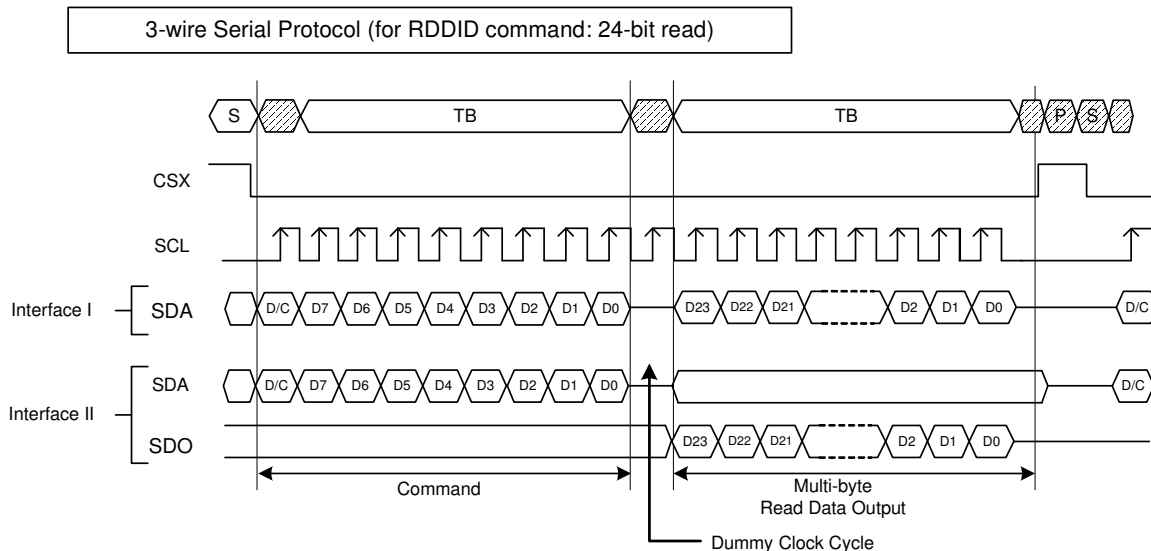 3-wire Serial Protocol (for RDDID command: 24-bit read)
S TB TB P S
CSX
SCL
Interface I SDA D/C D7 D6 D5 D4 D3 D2 D1 D0 D23 D22 D21 D2 D1 D0 D/C
SDA D/C D7 D6 D5 D4 D3 D2 D1 D0 D/C
Interface II
SDO D23 D22 D21 D2 D1 D0
Command
Multi-byte
Read Data Output
Dummy Clock Cycle